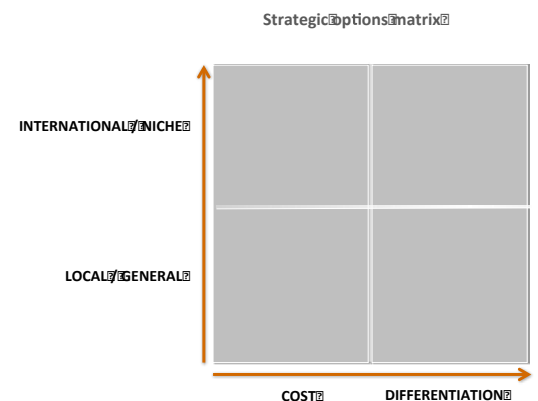 Strategic options matrix
INTERNATIONAL / NICHE
LOCAL / GENERAL
COST
DIFFERENTIATION